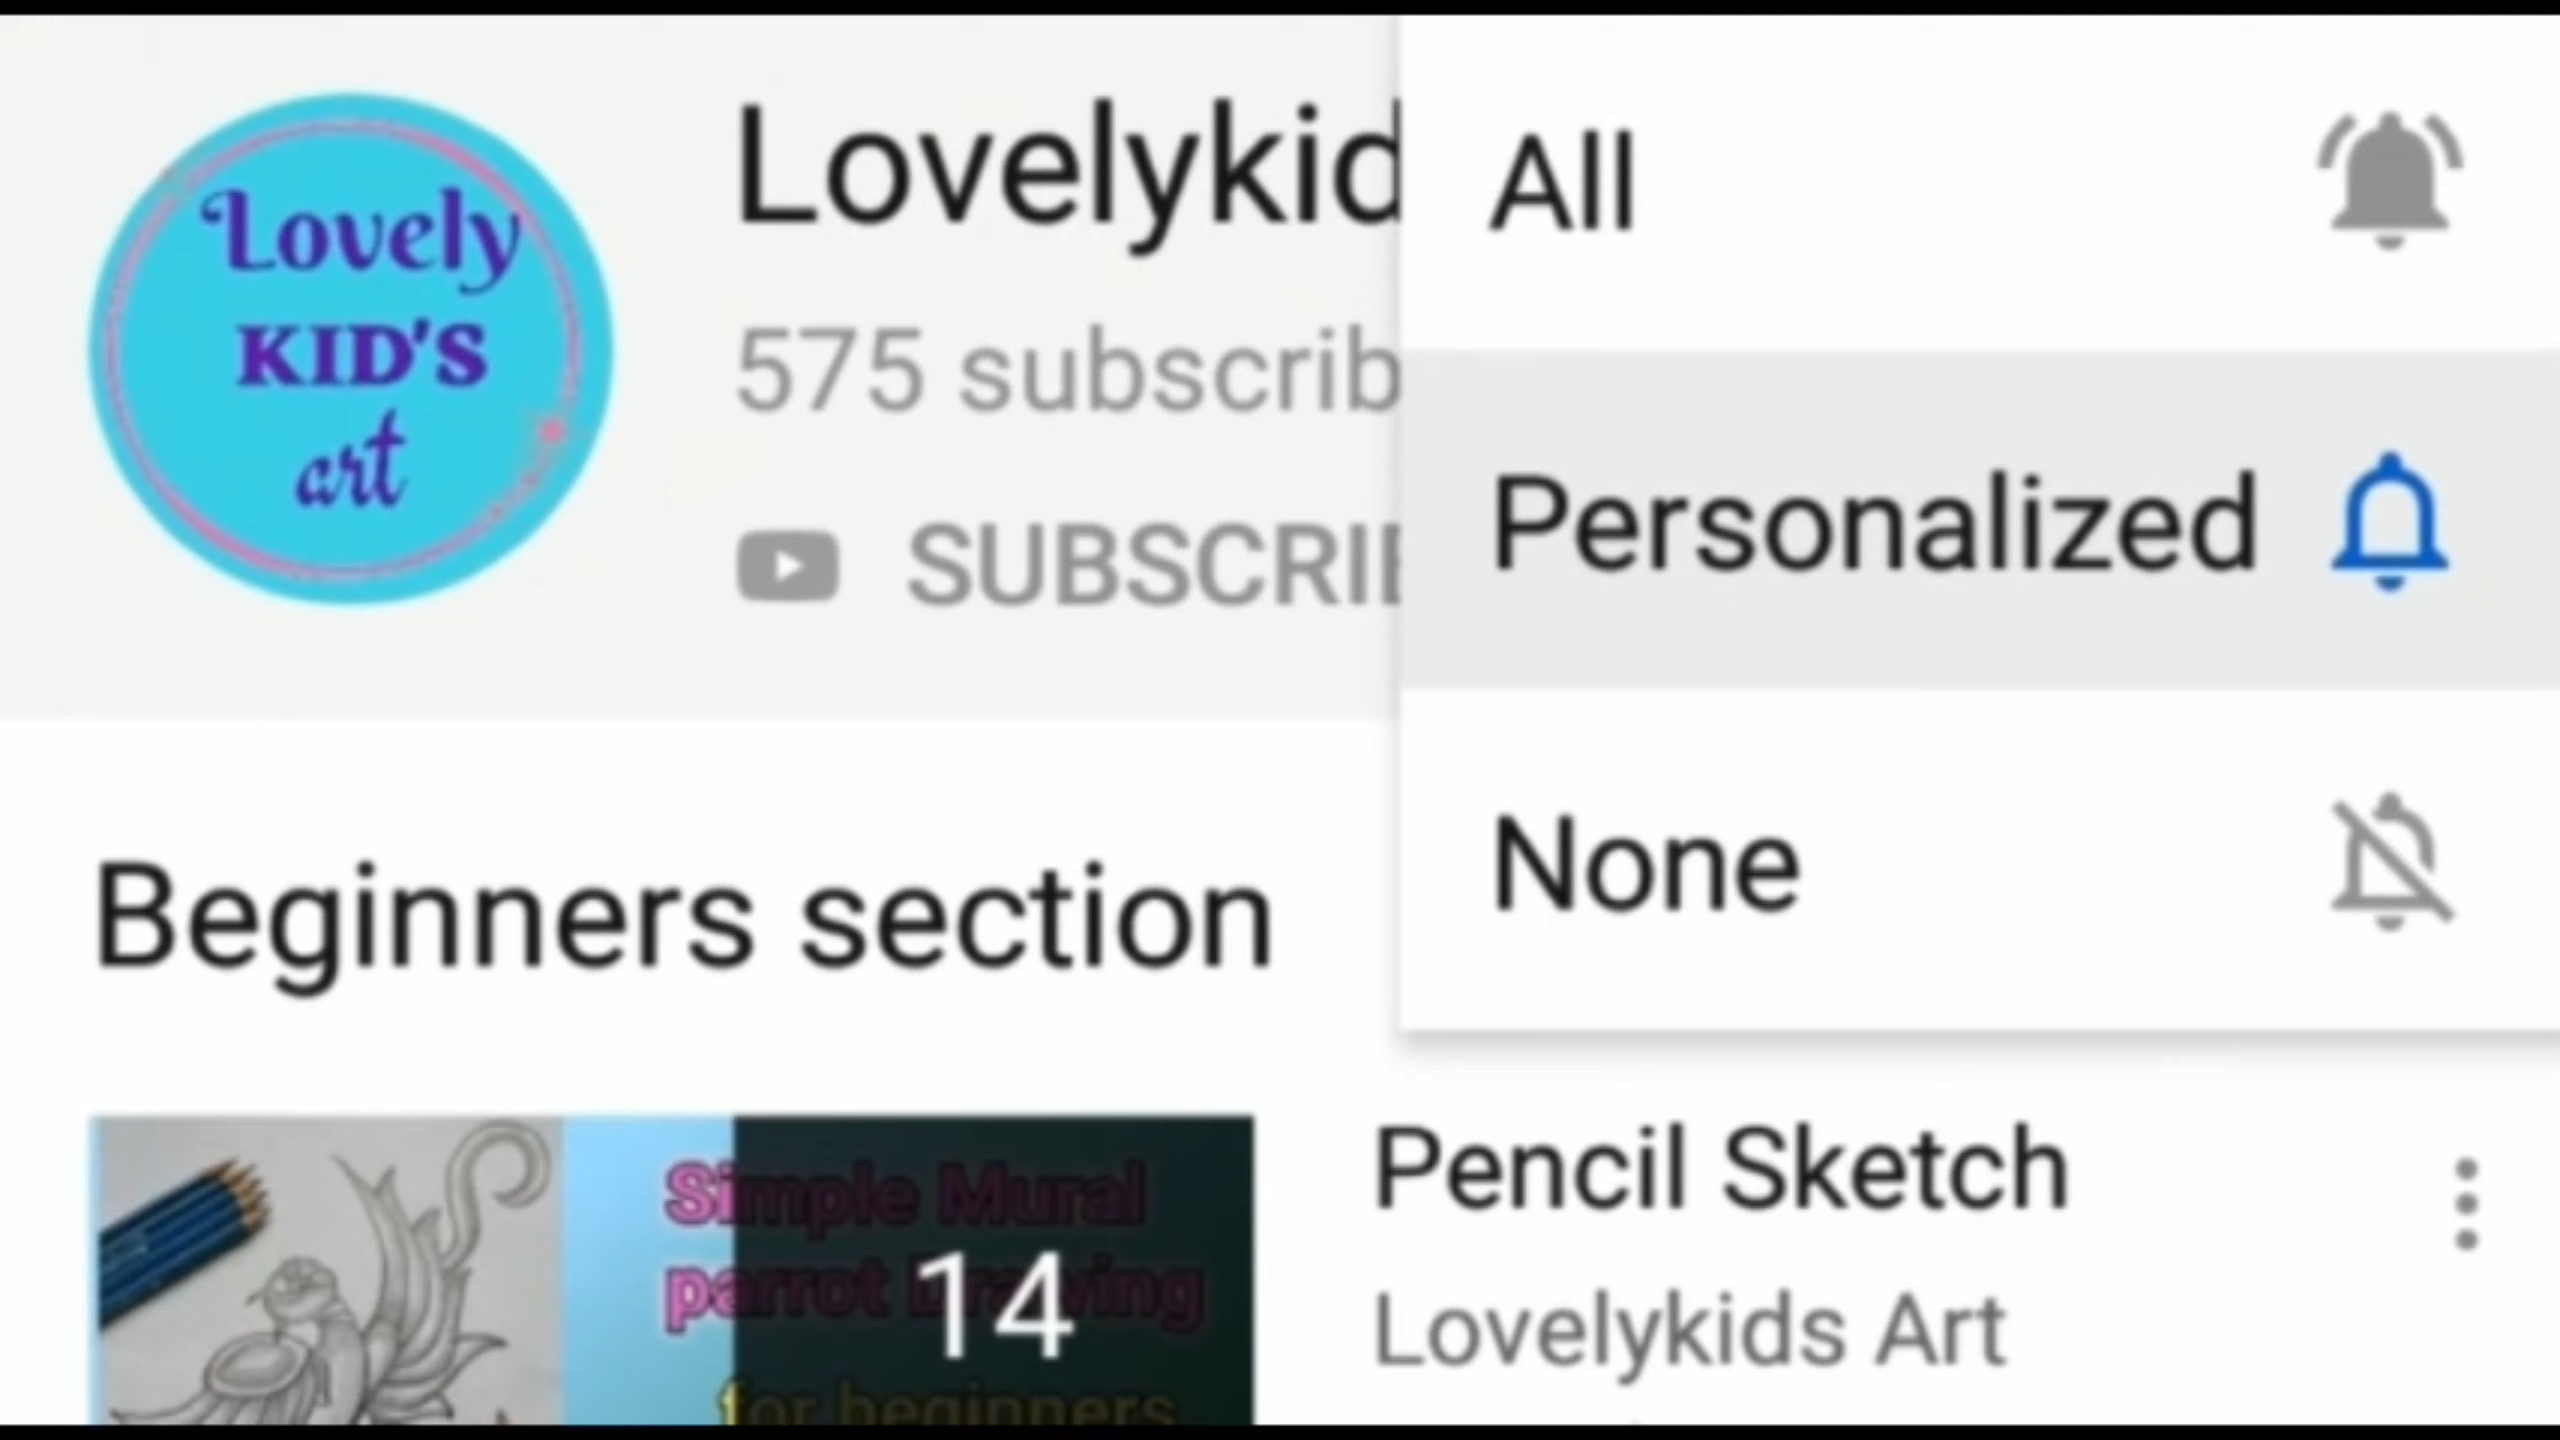 Lovely
KID'S
art
Lovelykid
575 subscrib
SUBSCRIB
All
Personalized
None
Beginners section
Simple Mural
parrot Drawing
for beginners
14
Pencil Sketch
Lovelykids Art